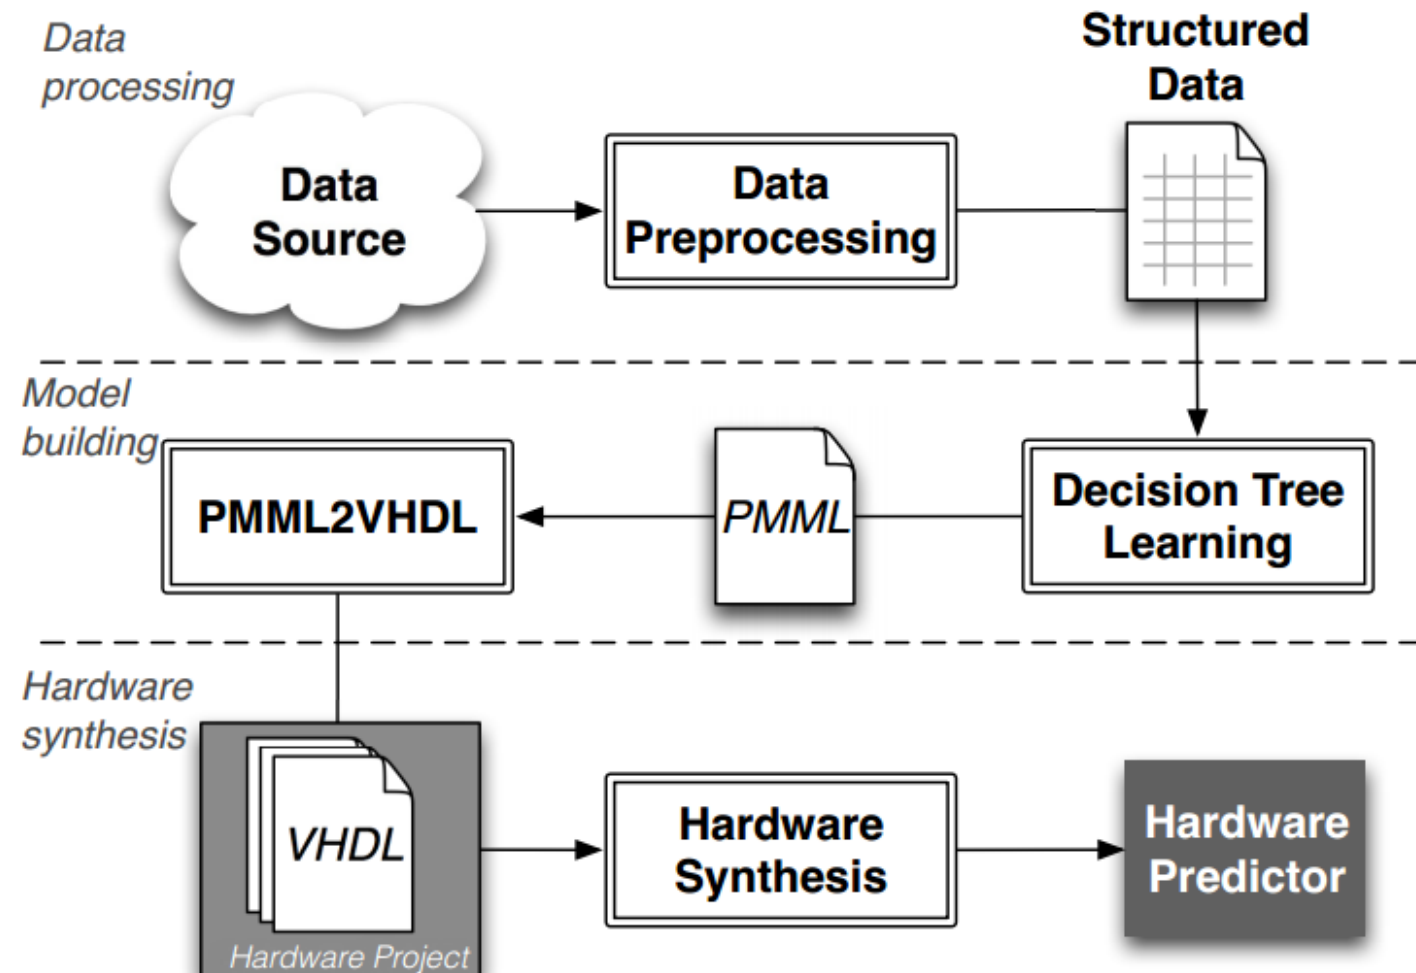 Data
processing
Structured
Data
Data
Source
Data
Preprocessing
Model
building
PMML2VHDL
PMML
Decision Tree
Learning
Hardware
synthesis
VHDL
Hardware Project
Hardware
Synthesis
Hardware
Predictor